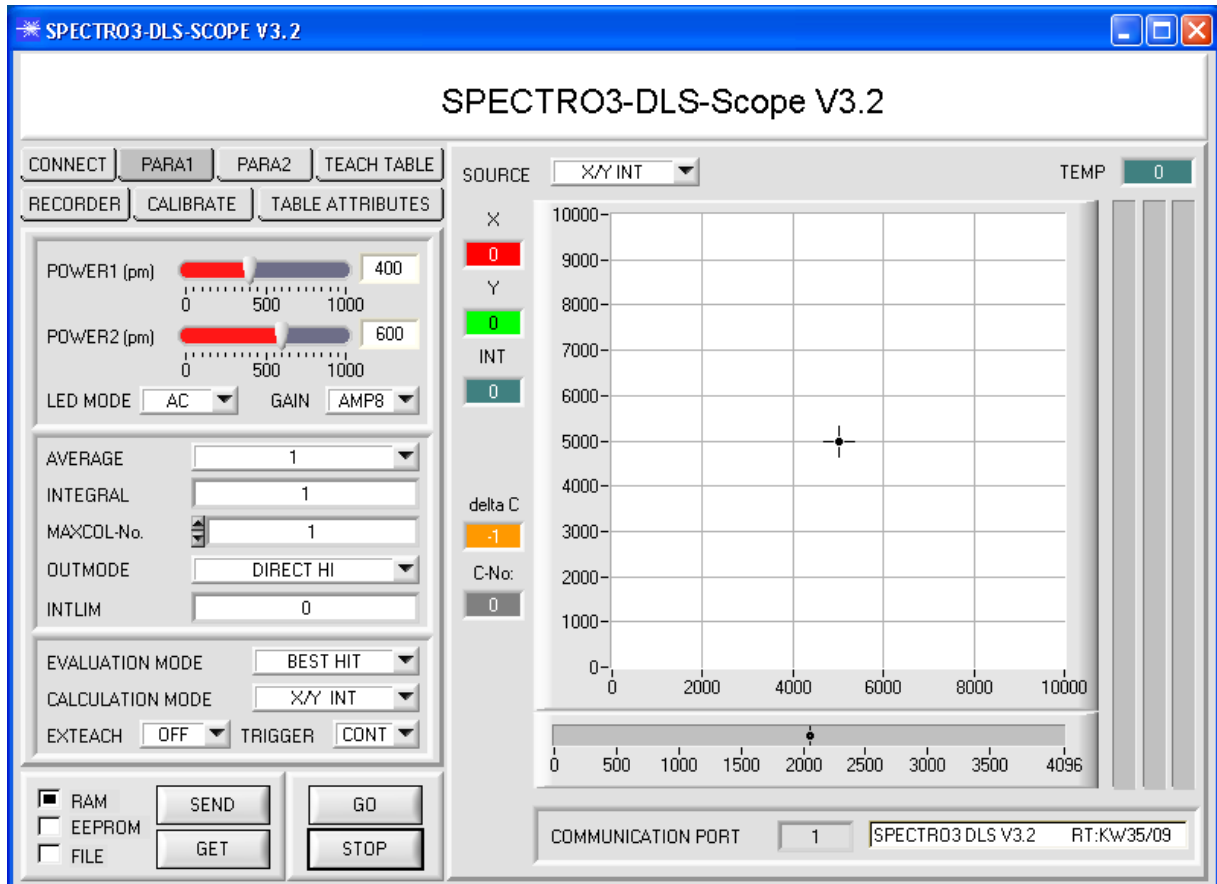 SPECTRO3-DLS-SCOPE V3.2
SPECTRO3-DLS-Scope V3.2
CONNECT PARA1 PARA2 TEACH TABLE
RECORDER CALIBRATE TABLE ATTRIBUTES
POWER1 (pm) 400
0 500 1000
POWER2 (pm) 600
0 500 1000
LED MODE AC GAIN AMP8
AVERAGE 1
INTEGRAL 1
MAXCOL-No. 1
OUTMODE DIRECT HI
INTLIM 0
EVALUATION MODE BEST HIT
CALCULATION MODE X/Y INT
EXTEACH OFF TRIGGER CONT
RAM
EEPROM
FILE
SEND
GET
GO
STOP
SOURCE X/Y INT
TEMP 0
X
0
Y
0
INT
0
delta C
-1
C-No:
0
10000
9000
8000
7000
6000
5000
4000
3000
2000
1000
0
0 2000 4000 6000 8000 10000
0 500 1000 1500 2000 2500 3000 3500 4096
COMMUNICATION PORT 1 SPECTRO3 DLS V3.2 RT:KW35/09